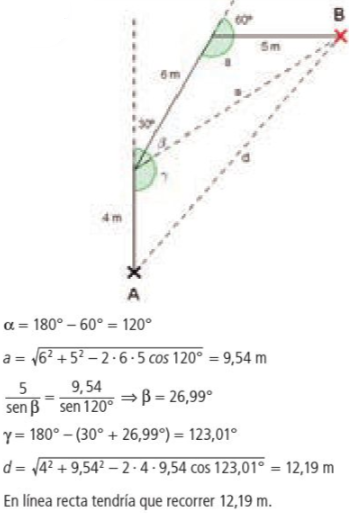 60°
B
5 m
6 m
a
30°
β
γ
d
4 m
A
α = 180° – 60° = 120°
a = √6² + 5² – 2 · 6 · 5 cos 120° = 9,54 m
5/sen β = 9,54/sen 120° ⇒ β = 26,99°
γ = 180° – (30° + 26,99°) = 123,01°
d = √4² + 9,54² – 2 · 4 · 9,54 cos 123,01° = 12,19 m
En línea recta tendría que recorrer 12,19 m.